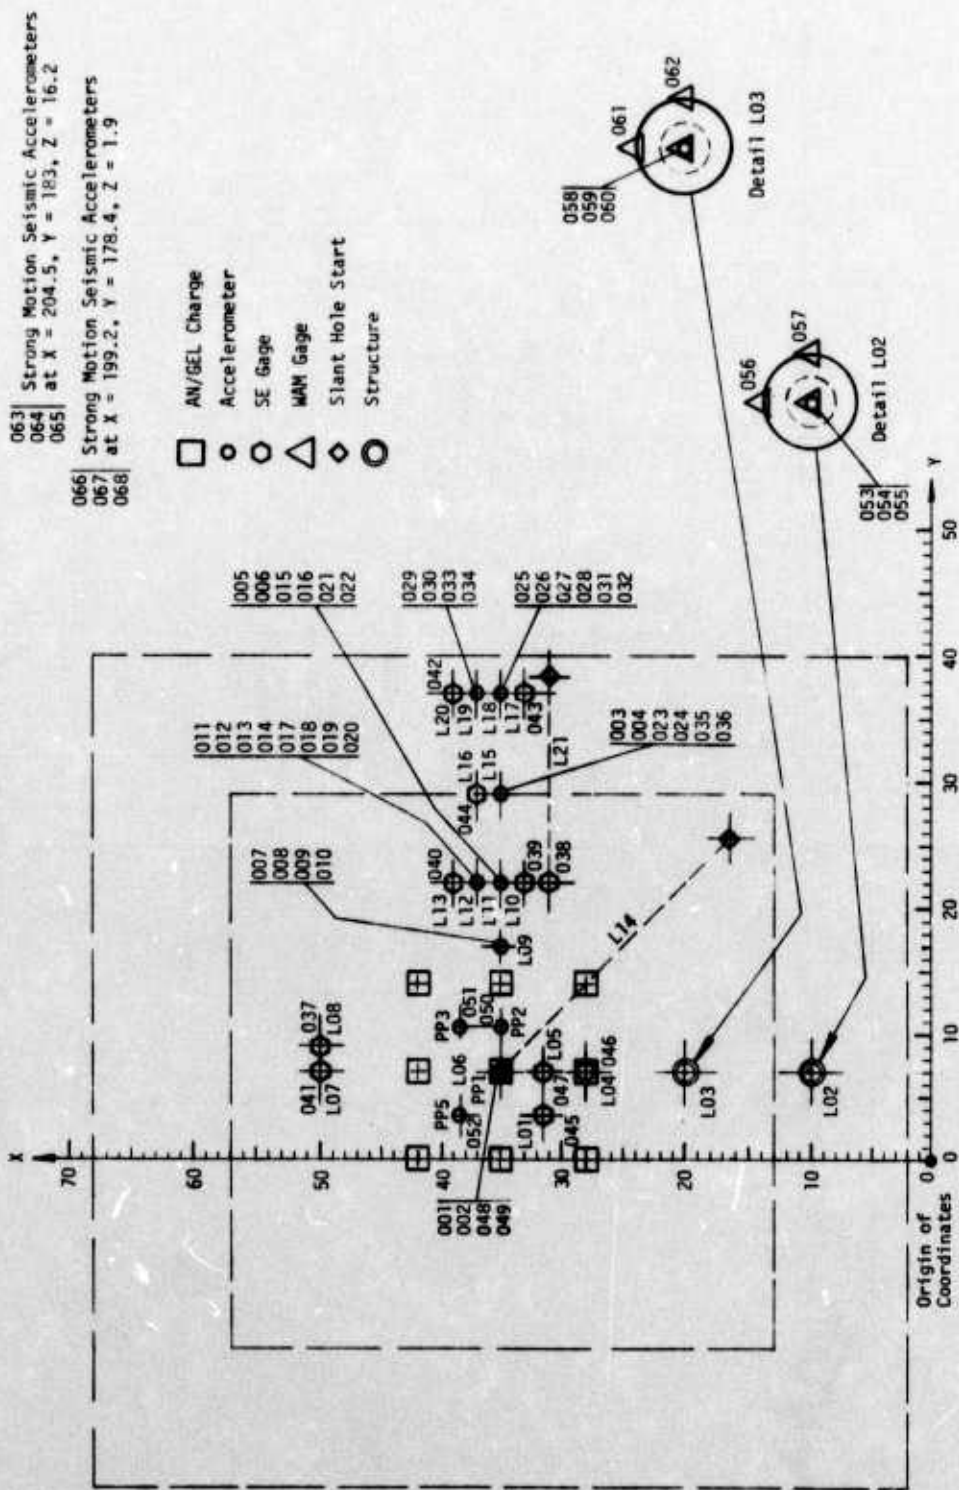 063
064
065
Strong Motion Seismic Accelerometers
at X = 204.5, Y = 183, Z = 16.2
066
067
068
Strong Motion Seismic Accelerometers
at X = 199.2, Y = 178.4, Z = 1.9
AN/GEL Charge
Accelerometer
SE Gage
WAM Gage
Slant Hole Start
Structure
X
70
50
40
30
20
10
0
Origin of
Coordinates
10
20
30
40
50
Y
041
L07
037
L08
001
002
048
049
PP5
052
L06
PP1
PP3
051
050
PP2
L01
045
047
L05
L04
046
L03
L02
007
008
009
010
L09
011
012
013
014
017
018
019
020
005
006
015
016
021
022
L13
040
L12
L11
L10
039
038
L14
044
L16
L15
003
004
023
024
035
036
L21
L20
042
L19
L18
L17
043
029
030
033
034
025
026
027
028
031
032
053
054
055
056
057
Detail L02
058
059
060
061
062
Detail L03